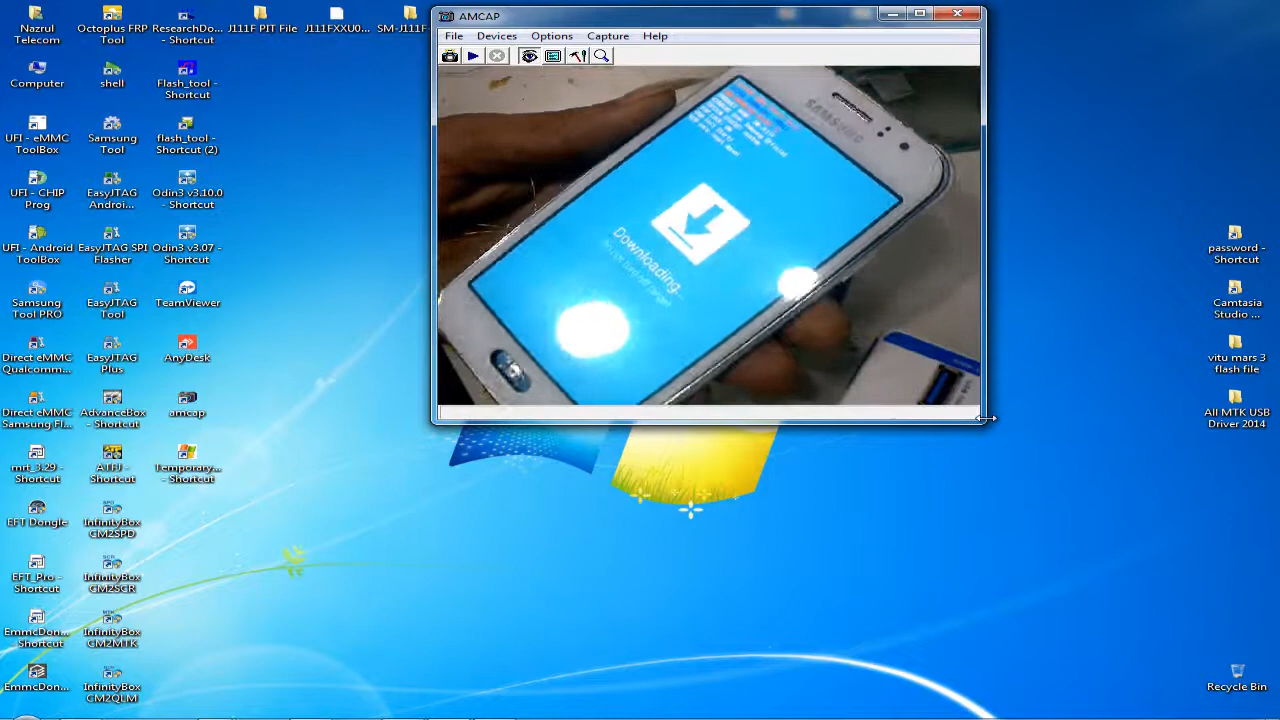 Nazrul
Telecom
Octoplus FRP
Tool
ResearchDo...
- Shortcut
J111F PIT File
J111FXXU0...
SM-J111F
Computer
shell
Flash_tool -
Shortcut
UFI - eMMC
ToolBox
Samsung
Tool
flash_tool -
Shortcut (2)
UFI - CHIP
Prog
EasyJTAG
Androi...
Odin3 v3.10.0
- Shortcut
UFI - Android
ToolBox
EasyJTAG SPI
Flasher
Odin3 v3.07 -
Shortcut
Samsung
Tool PRO
EasyJTAG
Tool
TeamViewer
Direct eMMC
Qualcomm...
EasyJTAG
Plus
AnyDesk
Direct eMMC
Samsung Fl...
AdvanceBox
- Shortcut
amcap
mrt_3.29 -
Shortcut
ATFJ -
Shortcut
Temporary...
- Shortcut
EFT Dongle
InfinityBox
CM2SPD
EFT_Pro -
Shortcut
InfinityBox
CM2SCR
EmmcDon...
- Shortcut
InfinityBox
CM2MTK
EmmcDon...
InfinityBox
CM2QLM
AMCAP
File Devices Options Capture Help
SAMSUNG
Downloading...
password -
Shortcut
Camtasia
Studio ...
vitu mars 3
flash file
All MTK USB
Driver 2014
Recycle Bin